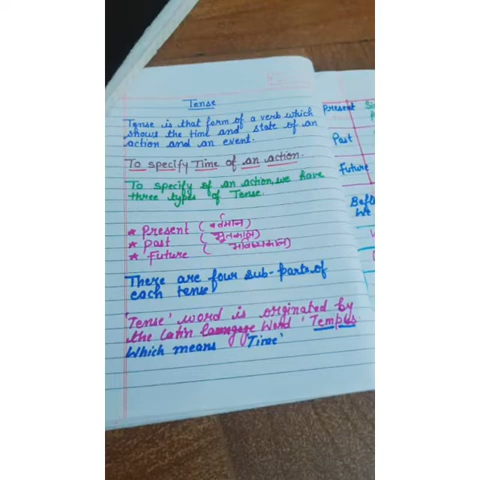 Tense
Tense is that form of a verb which
shows the time and state of an
action and an event.
To specify Time of an action.
To specify of an action, we have
three types of Tense.
* Present (वर्तमान)
* Past (भूतकाल)
* Future (भविष्यकाल)
There are four sub-parts of
each tense
'Tense' word is orginated by
the Latin Language Word 'Tempus
Which means 'Time'
Present
Past
Future
We